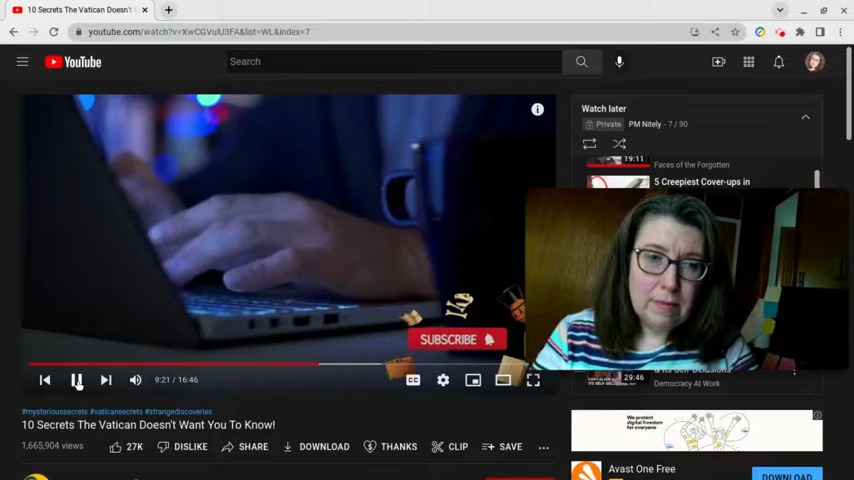 10 Secrets The Vatican Doesn't
youtube.com/watch?v=XwCGVulU3FA&list=WL&index=7
YouTube
Search
Watch later
Private
PM Nitely - 7 / 90
19:11
Faces of the Forgotten
5 Creepiest Cover-ups in
SUBSCRIBE
9:21 / 16:46
29:46
Democracy At Work
#mysterioussecrets #vaticansecrets #strangediscoveries
10 Secrets The Vatican Doesn't Want You To Know!
1,665,904 views
27K
DISLIKE
SHARE
DOWNLOAD
THANKS
CLIP
SAVE
We protect
digital freedom
for everyone
Avast One Free
DOWNLOAD